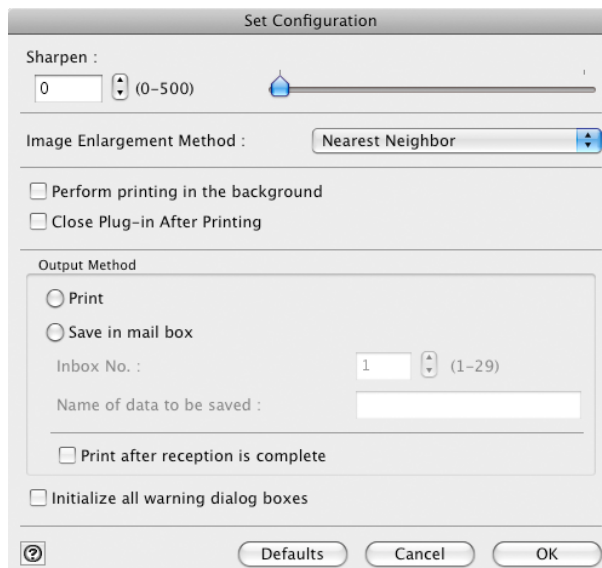 Set Configuration
Sharpen :
0 (0-500)
Image Enlargement Method : Nearest Neighbor
Perform printing in the background
Close Plug-in After Printing
Output Method
Print
Save in mail box
Inbox No. : 1 (1-29)
Name of data to be saved :
Print after reception is complete
Initialize all warning dialog boxes
? Defaults Cancel OK